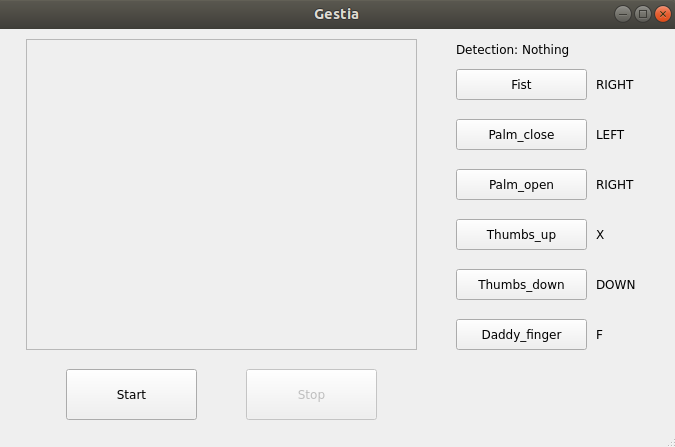 Gestia
Detection: Nothing
Fist RIGHT
Palm_close LEFT
Palm_open RIGHT
Thumbs_up X
Thumbs_down DOWN
Daddy_finger F
Start Stop